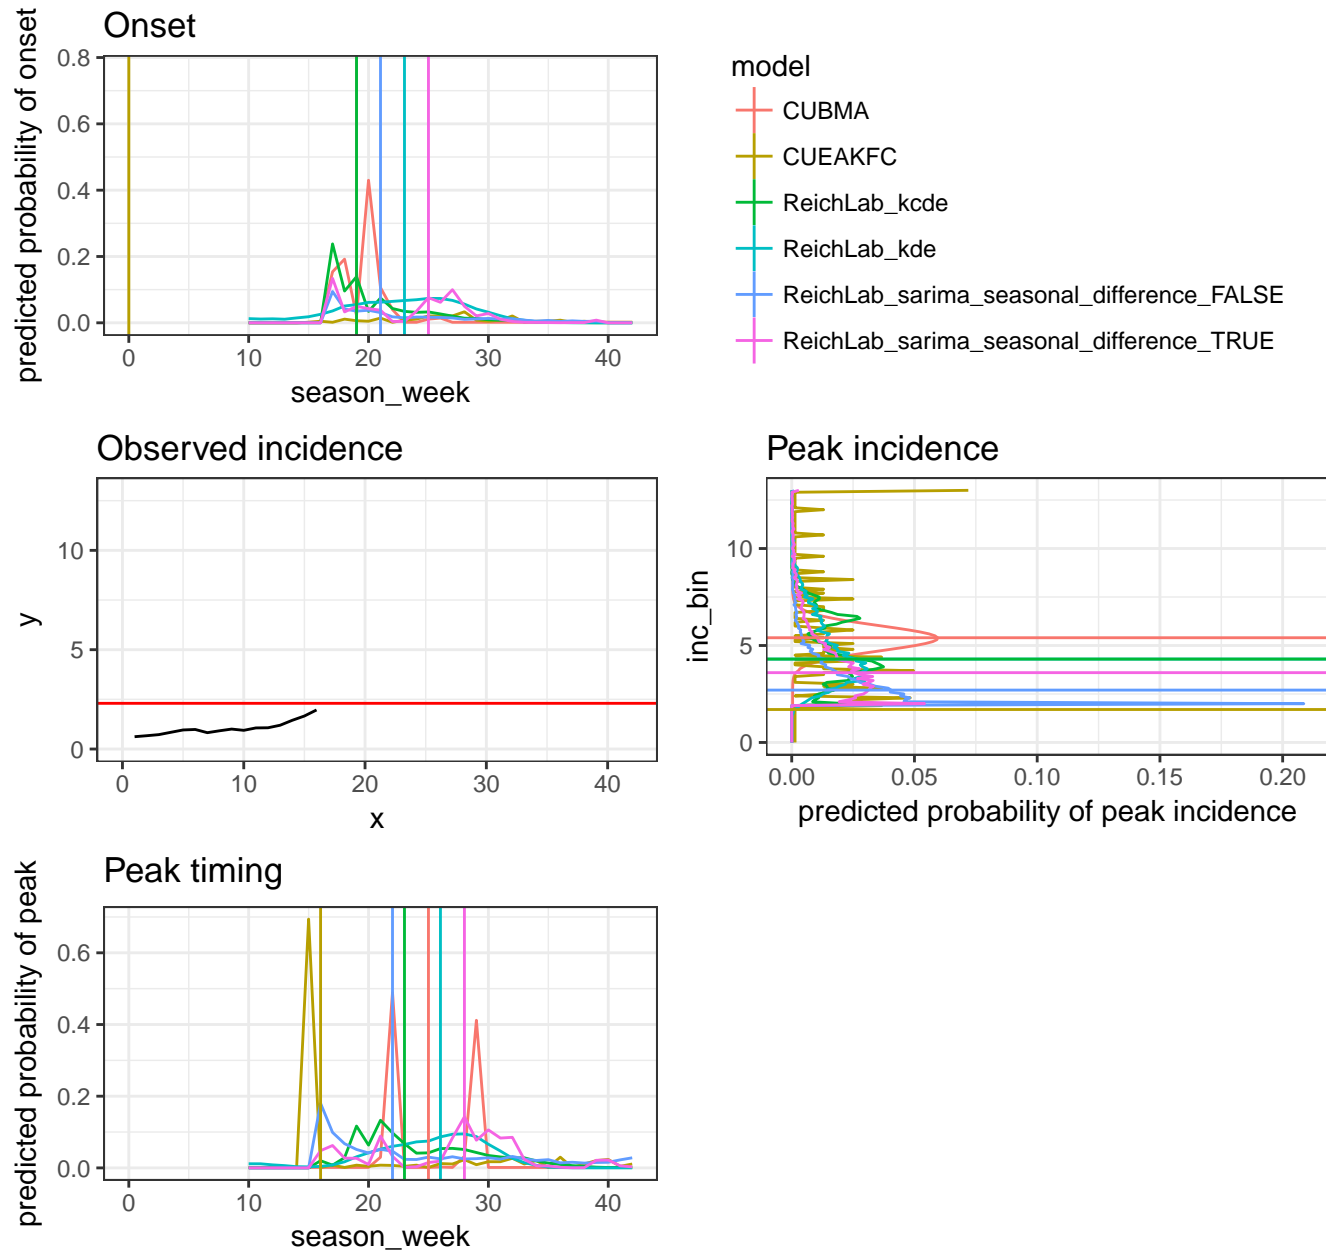 Onset
predicted probability of onset
0.8
0.6
0.4
0.2
0.0
0 10 20 30 40
season_week
model
CUBMA
CUEAKFC
ReichLab_kcde
ReichLab_kde
ReichLab_sarima_seasonal_difference_FALSE
ReichLab_sarima_seasonal_difference_TRUE
Observed incidence
y
10
5
0
0 10 20 30 40
x
Peak incidence
inc_bin
10
5
0
0.00 0.05 0.10 0.15 0.20
predicted probability of peak incidence
Peak timing
predicted probability of peak
0.6
0.4
0.2
0.0
0 10 20 30 40
season_week